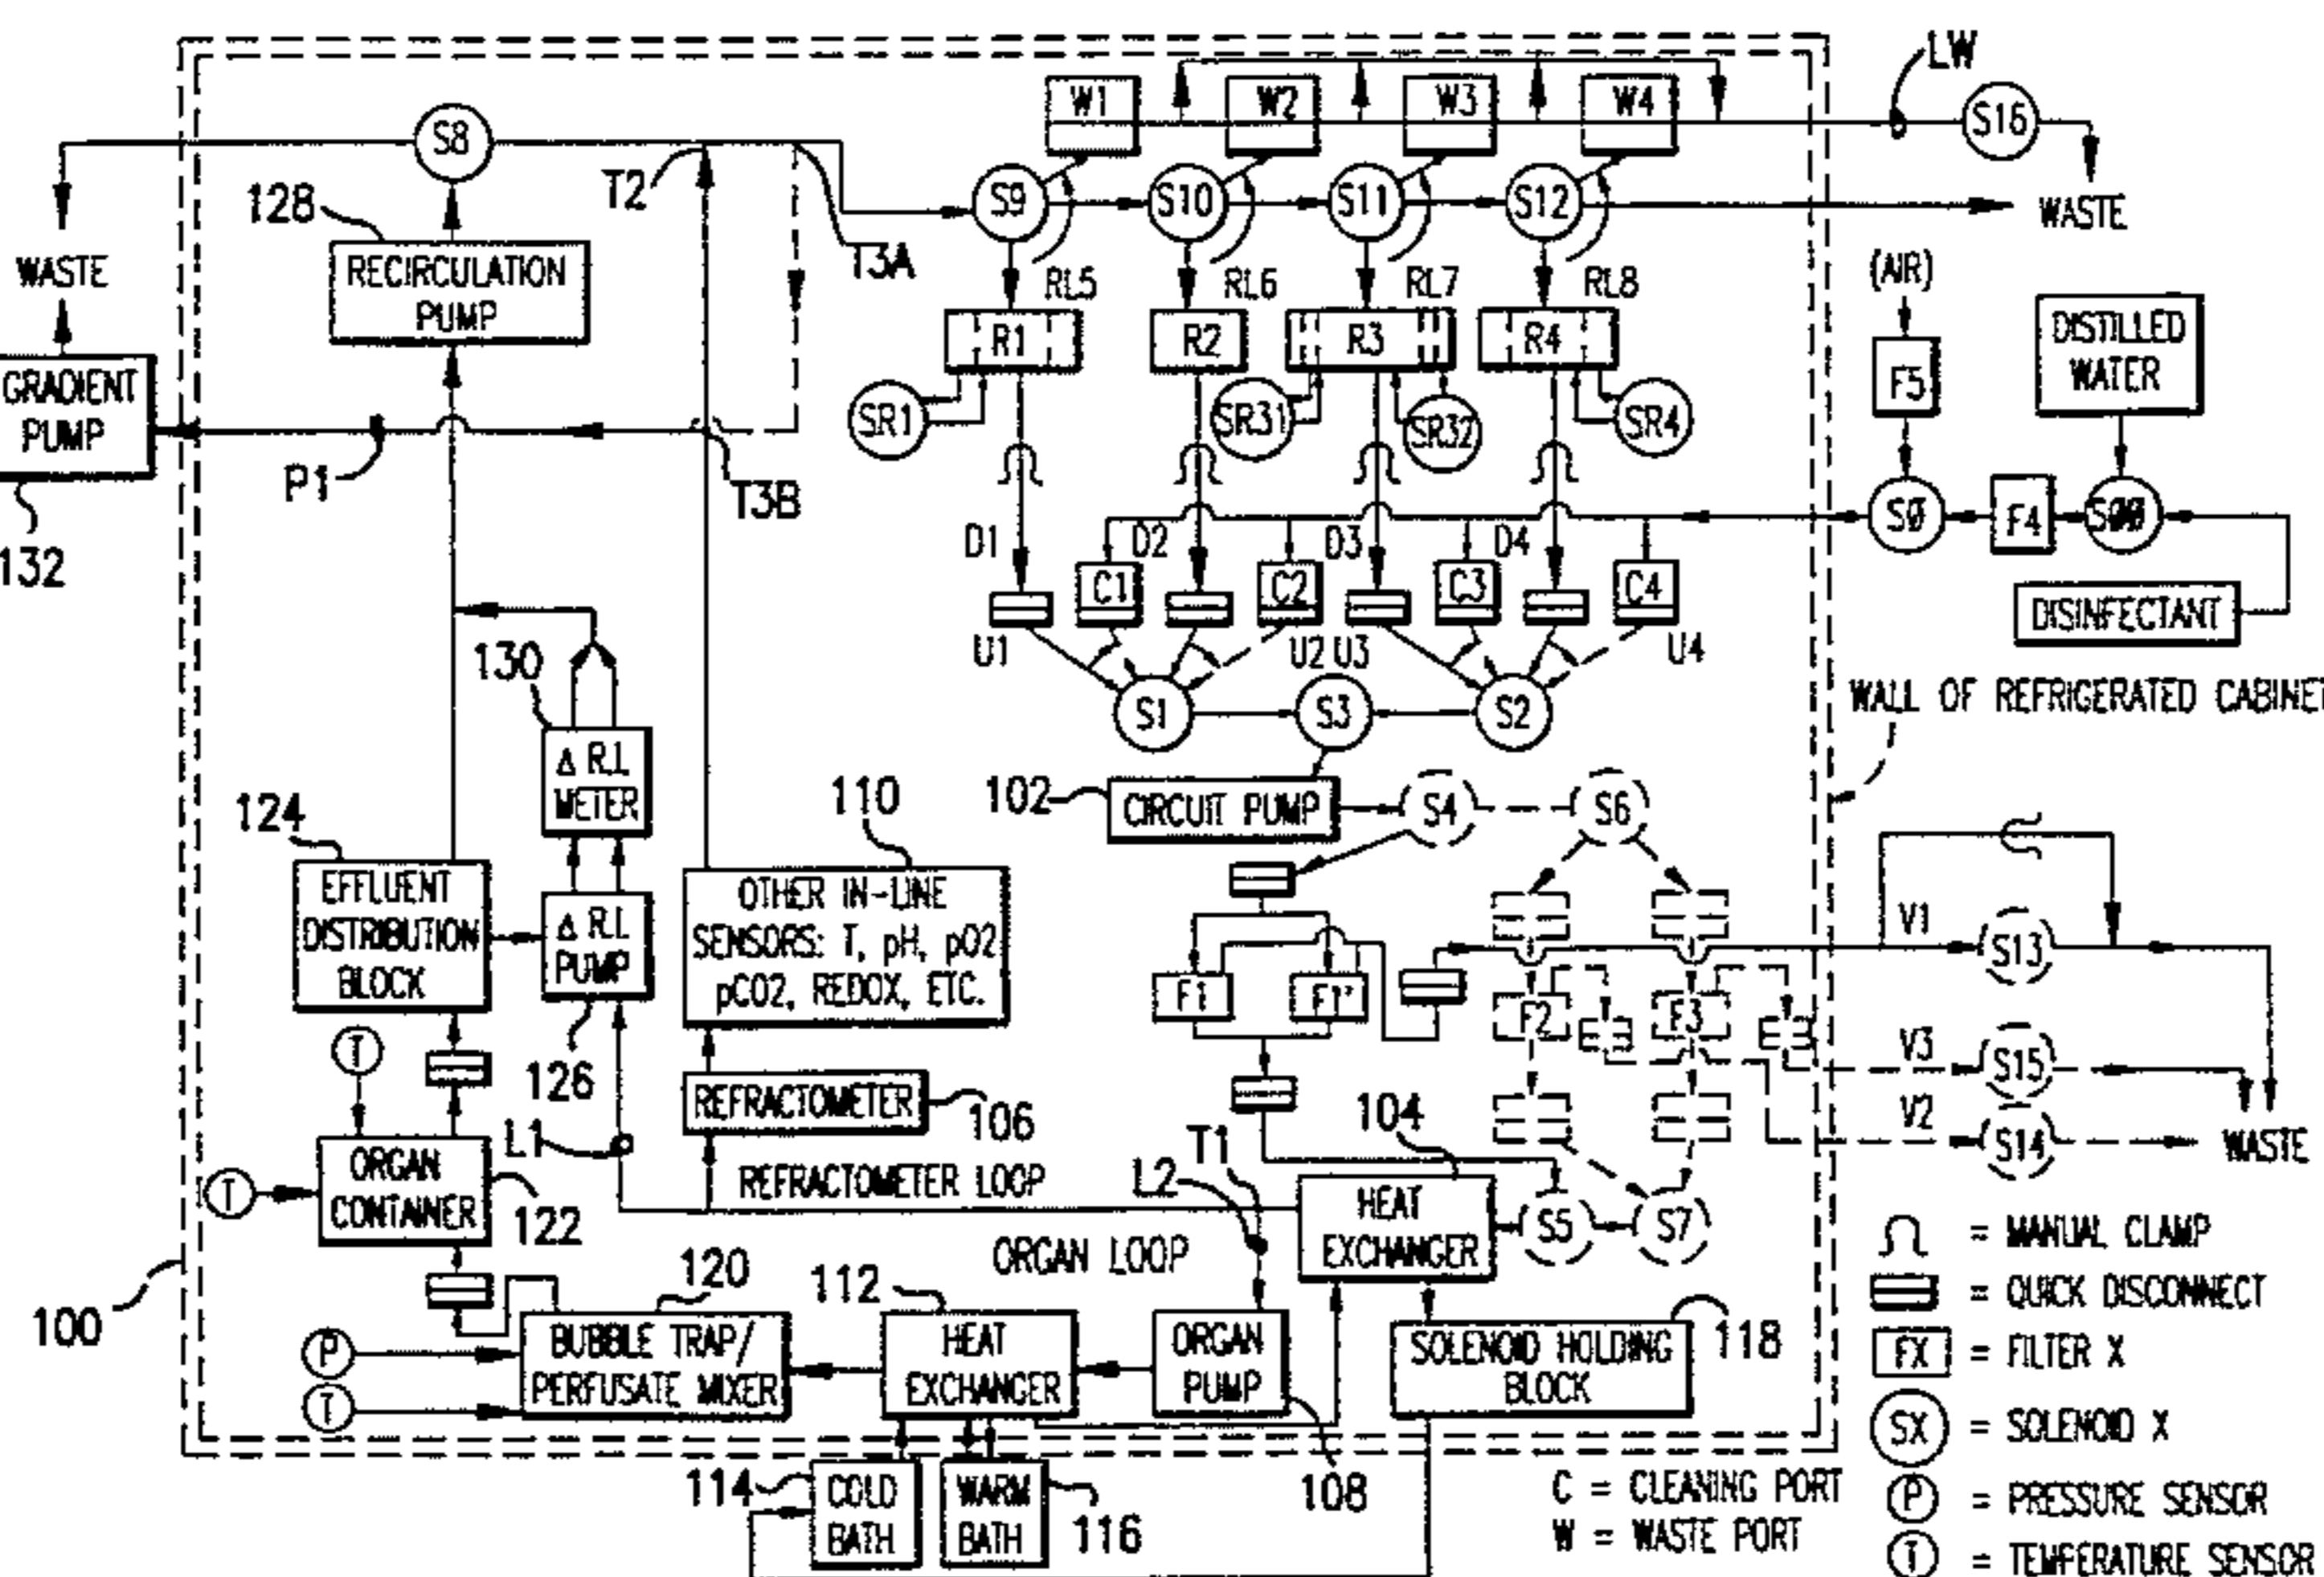 LW
W1 W2 W3 W4
S8
S16
T2
S9 S10 S11 S12
WASTE
128
RECIRCULATION
PUMP
T3A
WASTE
RL5 RL6 RL7 RL8
(AIR)
R1 R2 R3 R4
F5
DISTILLED
WATER
GRADIENT
PUMP
SR1 SR31 SR32 SR4
P1
T3B
132
SØ F4 SØØ
D1 D2 D3 D4
C1 C2 C3 C4
DISINFECTANT
U1 U2 U3 U4
130
S1 S3 S2
WALL OF REFRIGERATED CABINET
Δ R.I.
METER
102
CIRCUIT PUMP
S4 S6
124
110
EFFLUENT
DISTRIBUTION
BLOCK
Δ R.I.
PUMP
OTHER IN-LINE
SENSORS: T, pH, pO2
pCO2, REDOX, ETC.
V1
S13
F1 F1' F2 F3
T
126
V3
S15
REFRACTOMETER
106
104
V2
S14
WASTE
L1
T1
L2
ORGAN
CONTAINER
T
122
REFRACTOMETER LOOP
HEAT
EXCHANGER
S5 S7
= MANUAL CLAMP
ORGAN LOOP
100
120
112
= QUICK DISCONNECT
P
BUBBLE TRAP/
PERFUSATE MIXER
HEAT
EXCHANGER
ORGAN
PUMP
SOLENOID HOLDING
BLOCK
118
FX = FILTER X
T
SX = SOLENOID X
114
COLD
BATH
WARM
BATH
116
108
C = CLEANING PORT
W = WASTE PORT
P = PRESSURE SENSOR
T = TEMPERATURE SENSOR